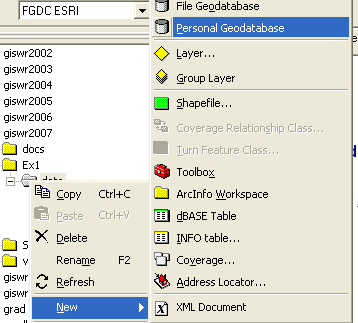 FGDC ESRI
File Geodatabase
Personal Geodatabase
Layer...
Group Layer
Shapefile...
Coverage Relationship Class...
Turn Feature Class...
Toolbox
ArcInfo Workspace
dBASE Table
INFO table...
Coverage...
Address Locator...
XML Document
giswr2002
giswr2003
giswr2004
giswr2005
giswr2006
giswr2007
docs
Ex1
data
Copy Ctrl+C
Paste Ctrl+V
Delete
Rename F2
Refresh
New
S
v
giswr
giswr
grad